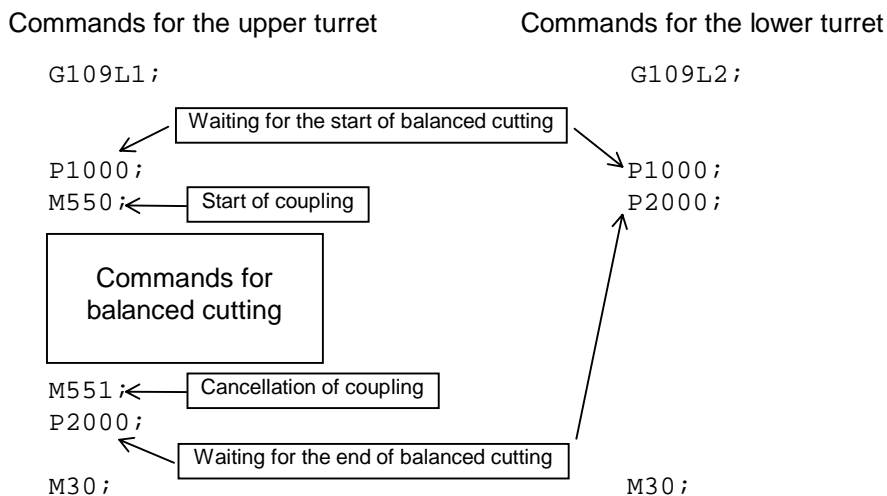 Commands for the upper turret Commands for the lower turret
G109L1; G109L2;
Waiting for the start of balanced cutting
P1000; P1000;
M550; Start of coupling P2000;
Commands for
balanced cutting
M551; Cancellation of coupling
P2000;
Waiting for the end of balanced cutting
M30; M30;